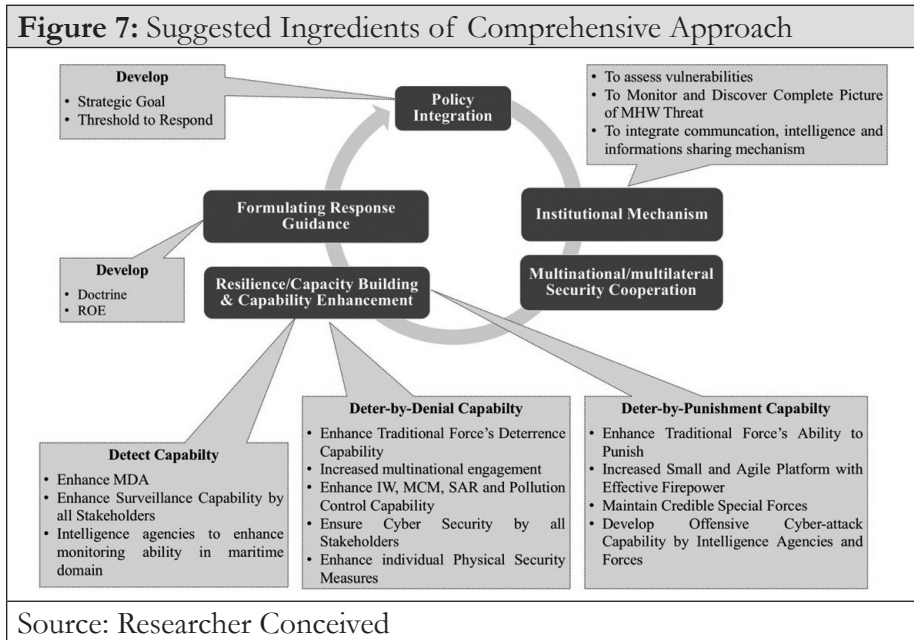 Figure 7: Suggested Ingredients of Comprehensive Approach
Develop
• Strategic Goal
• Threshold to Respond
Policy
Integration
• To assess vulnerabilities
• To Monitor and Discover Complete Picture
of MHW Threat
• To integrate communcation, intelligence and
informations sharing mechanism
Formulating Response
Guidance
Institutional Mechanism
Develop
• Doctrine
• ROE
Resilience/Capacity Building
& Capability Enhancement
Multinational/multilateral
Security Cooperation
Detect Capabilty
• Enhance MDA
• Enhance Surveillance Capability by
all Stakeholders
• Intelligence agencies to enhance
monitoring ability in maritime
domain
Deter-by-Denial Capabilty
• Enhance Traditional Force's Deterrence
Capability
• Increased multinational engagement
• Enhance IW, MCM, SAR and Pollution
Control Capability
• Ensure Cyber Security by all
Stakeholders
• Enhance individual Physical Security
Measures
Deter-by-Punishment Capabilty
• Enhance Traditional Force's Ability to
Punish
• Increased Small and Agile Platform with
Effective Firepower
• Maintain Credible Special Forces
• Develop Offensive Cyber-attack
Capability by Intelligence Agencies and
Forces
Source: Researcher Conceived